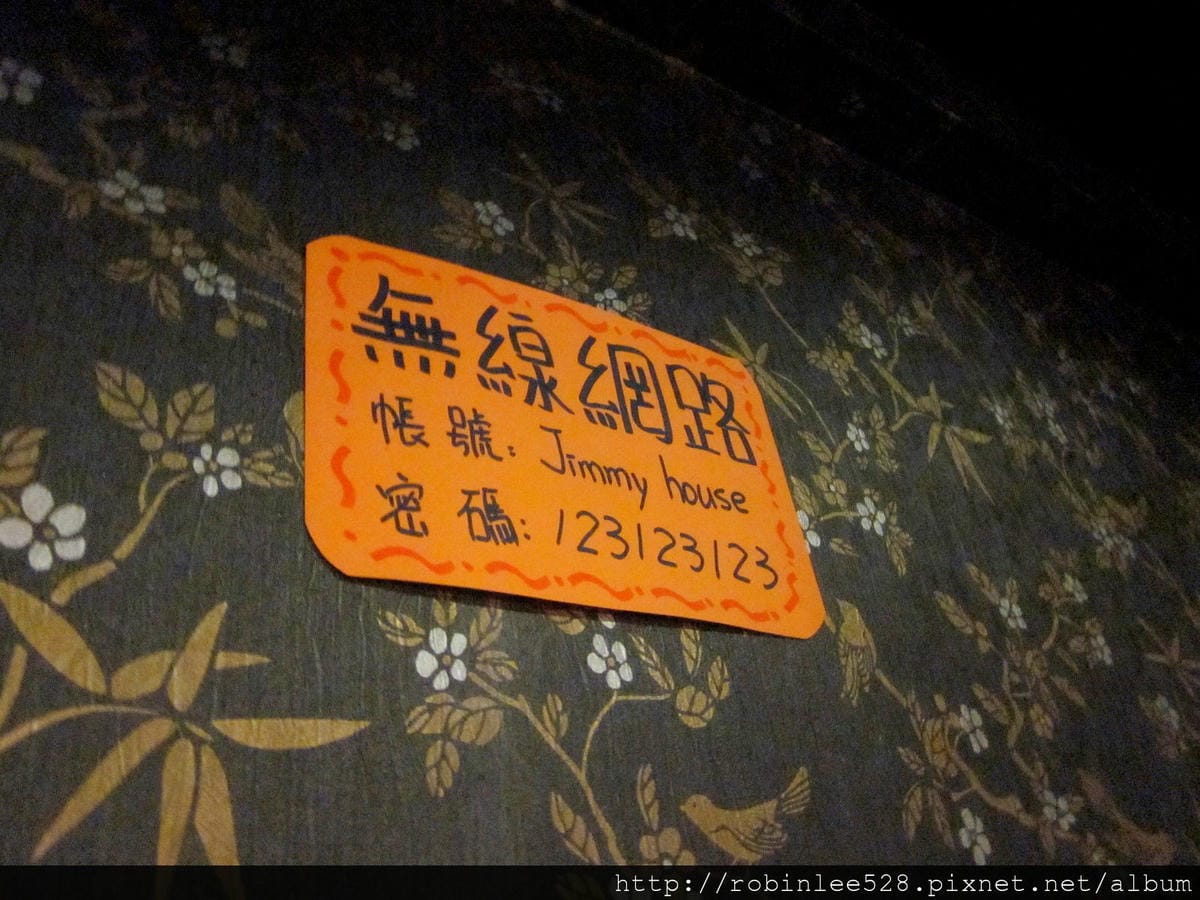 無線網路
帳號: Jimmy house
密碼: 123123123
http://robinlee528.pixnet.net/album